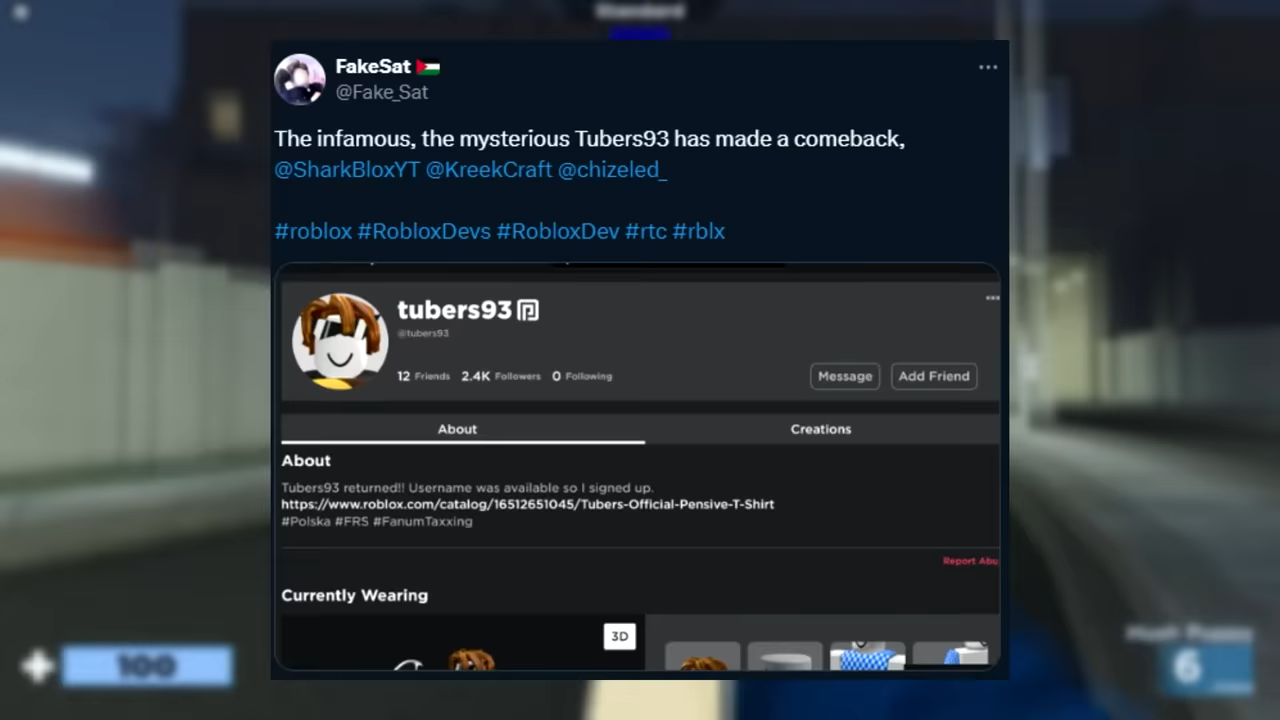 Standard
FakeSat
@Fake_Sat
The infamous, the mysterious Tubers93 has made a comeback,
@SharkBloxYT @KreekCraft @chizeled_
#roblox #RobloxDevs #RobloxDev #rtc #rblx
tubers93
@tubers93
12 Friends 2.4K Followers 0 Following
Message
Add Friend
About
Creations
About
Tubers93 returned!! Username was available so I signed up.
https://www.roblox.com/catalog/16512651045/Tubers-Official-Pensive-T-Shirt
#Polska #FRS #FanumTaxxing
Report Abu
Currently Wearing
3D
100
6